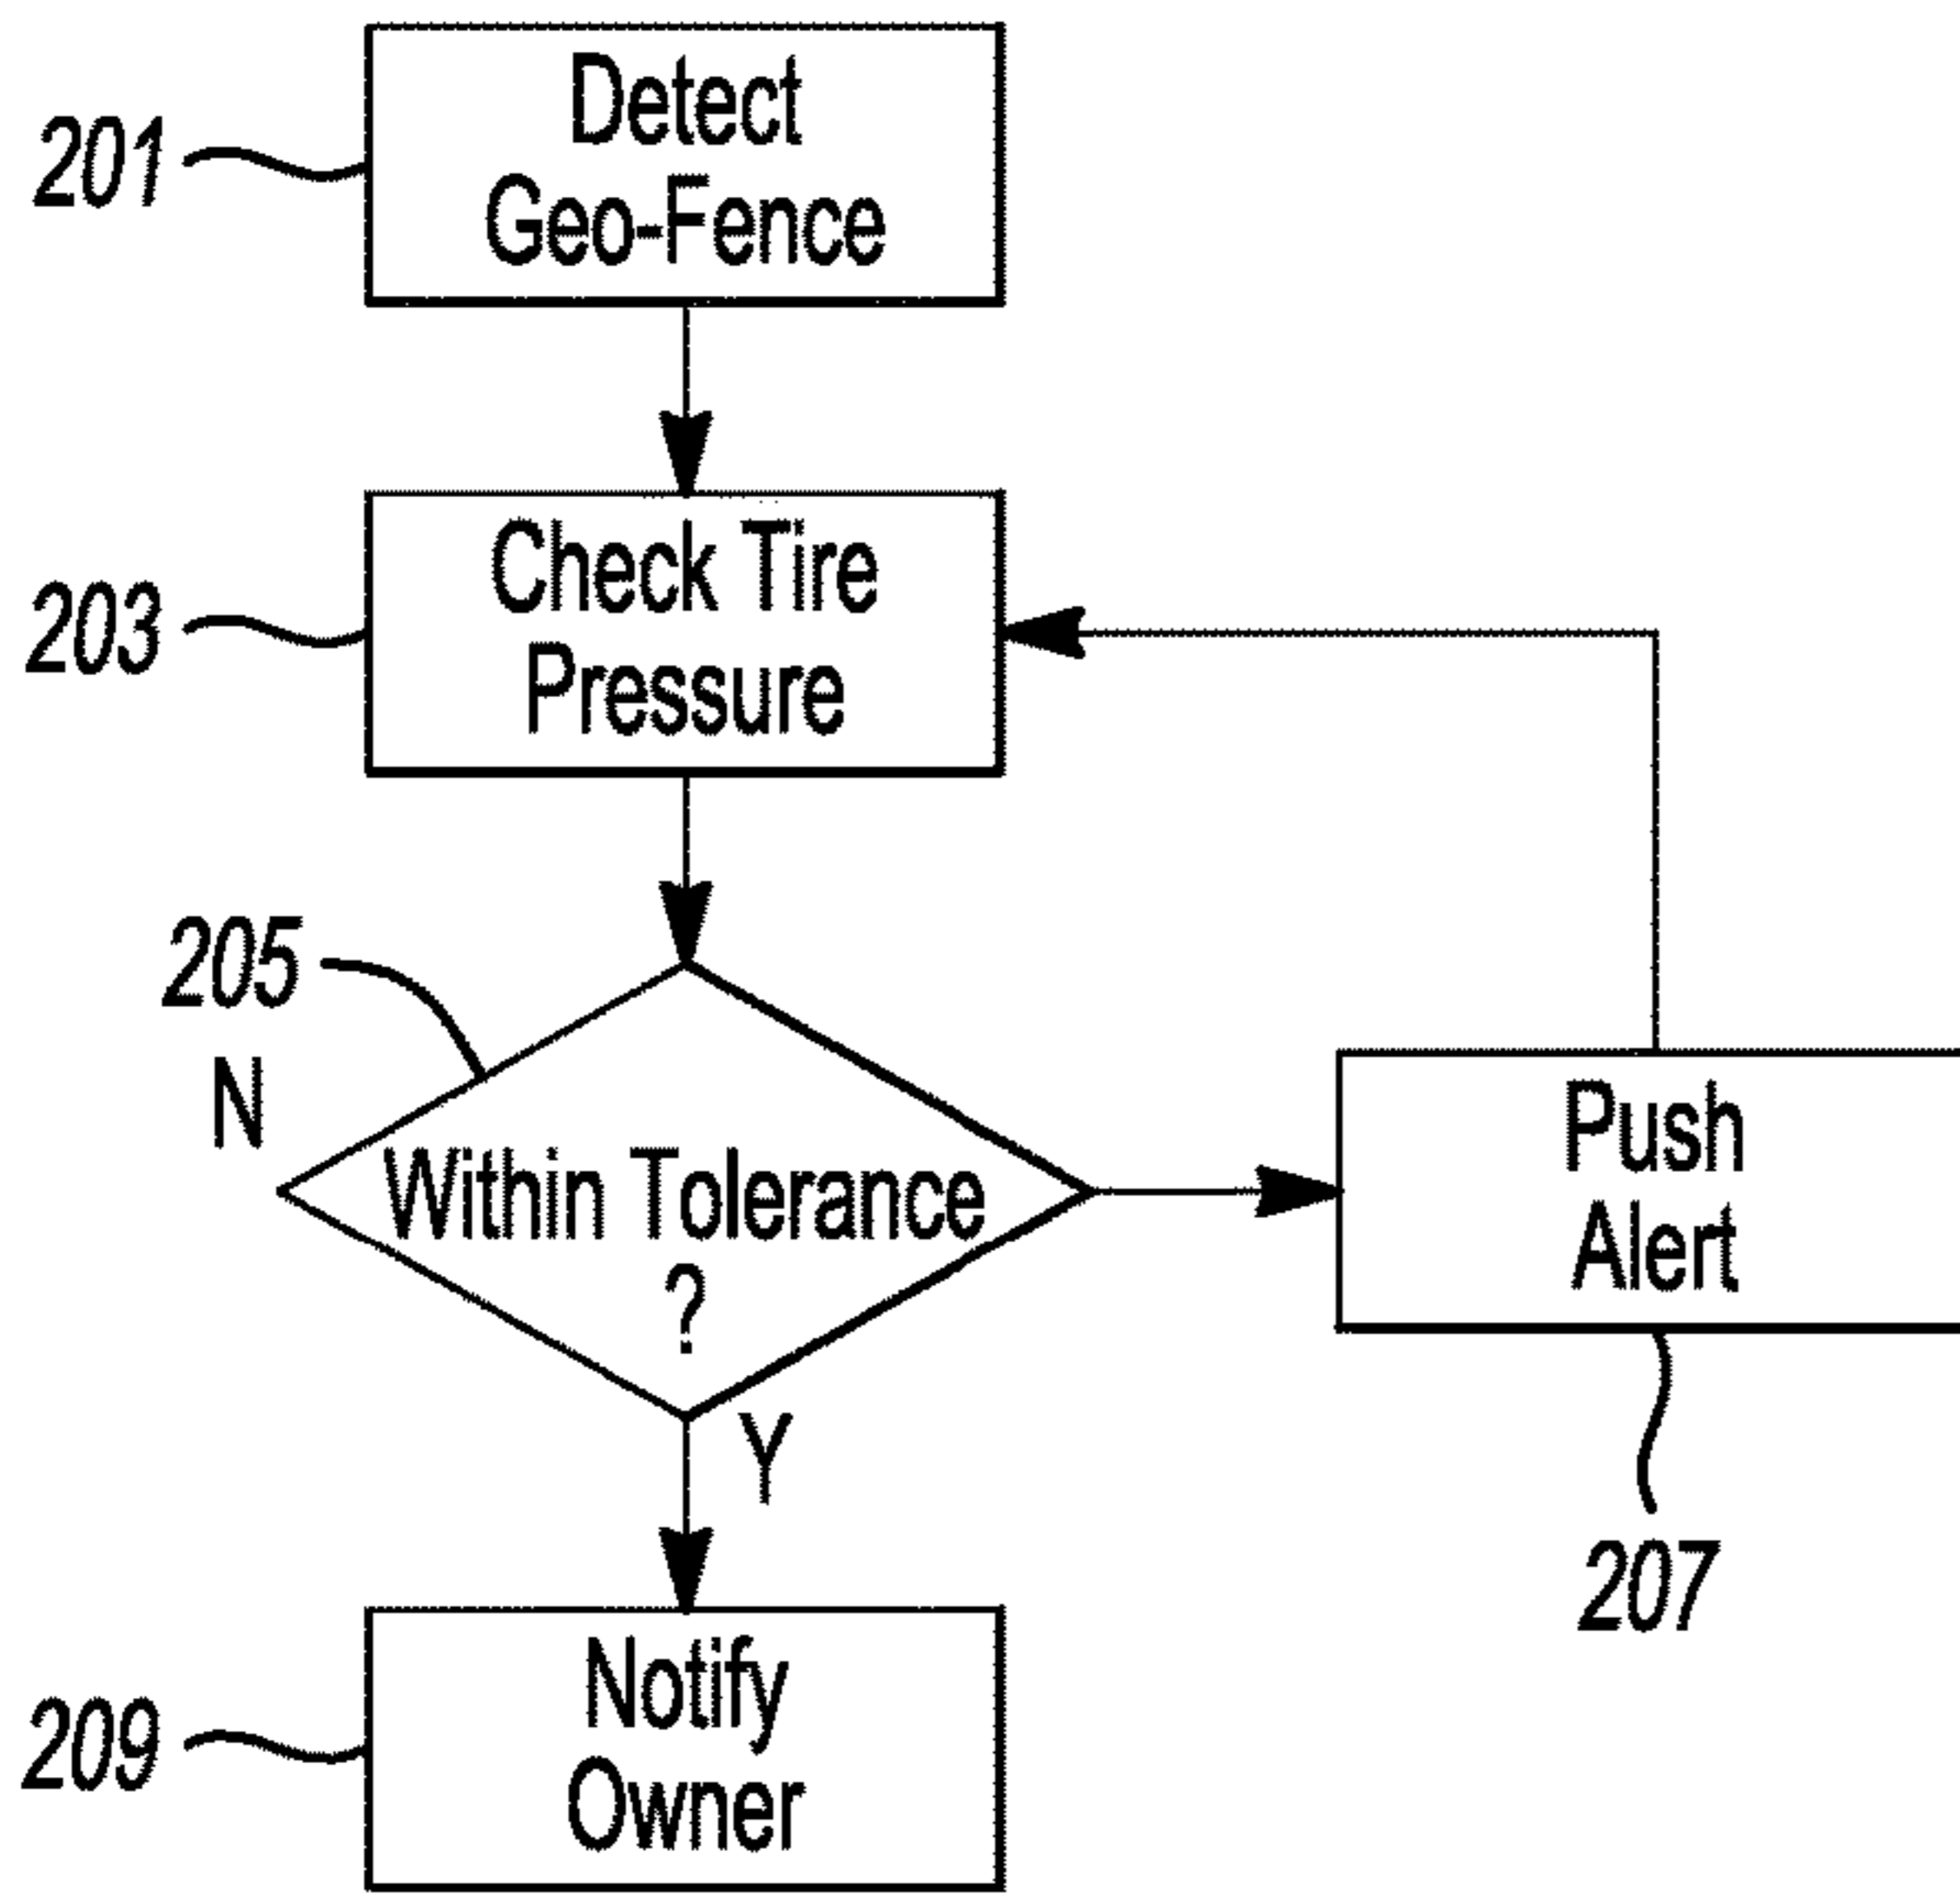 201
Detect
Geo-Fence
203
Check Tire
Pressure
205
N
Within Tolerance
?
Push
Alert
Y
207
209
Notify
Owner